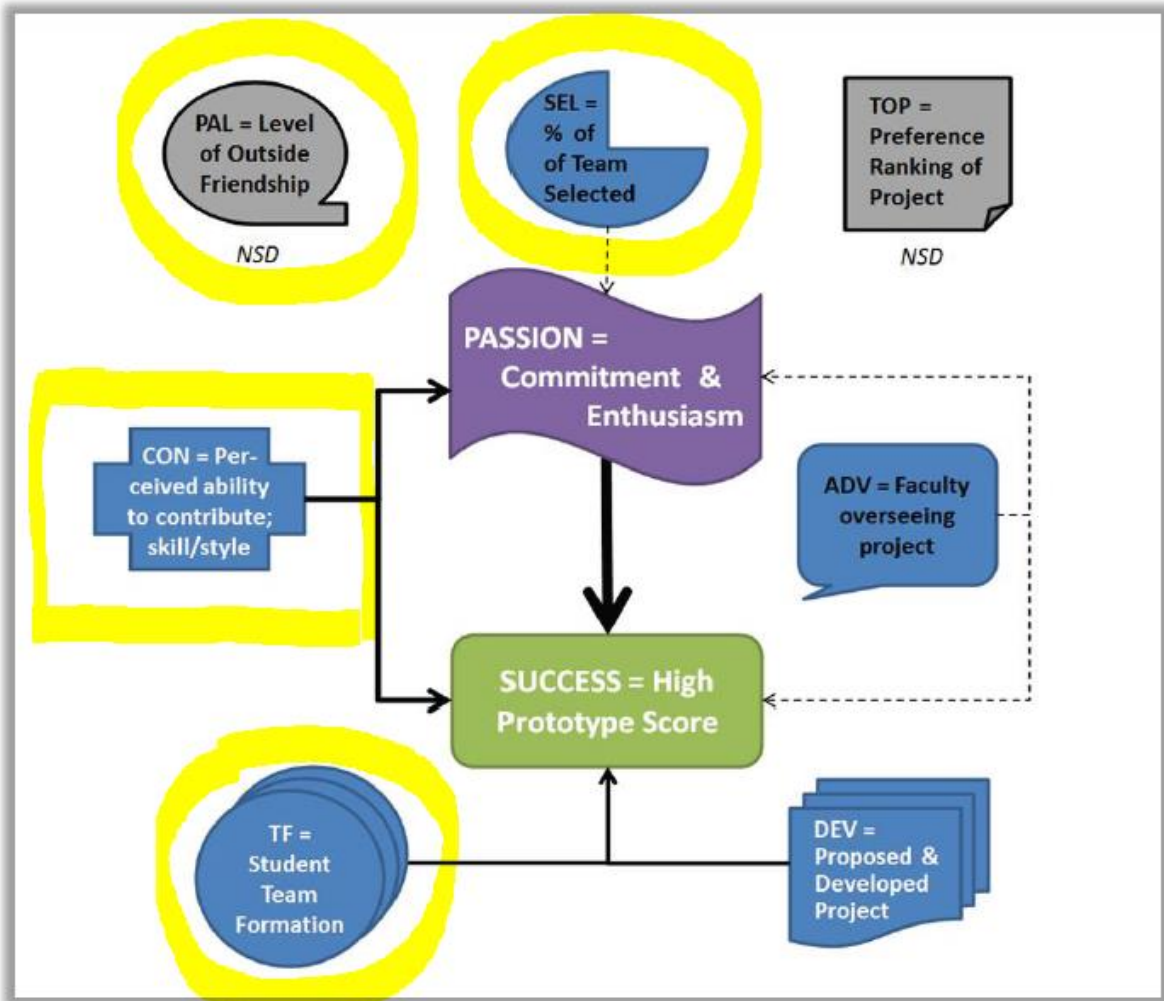 PAL = Level
of Outside
Friendship
NSD
SEL =
% of
of Team
Selected
TOP =
Preference
Ranking of
Project
NSD
PASSION =
Commitment &
Enthusiasm
CON = Per-
ceived ability
to contribute;
skill/style
ADV = Faculty
overseeing
project
SUCCESS = High
Prototype Score
TF =
Student
Team
Formation
DEV =
Proposed &
Developed
Project